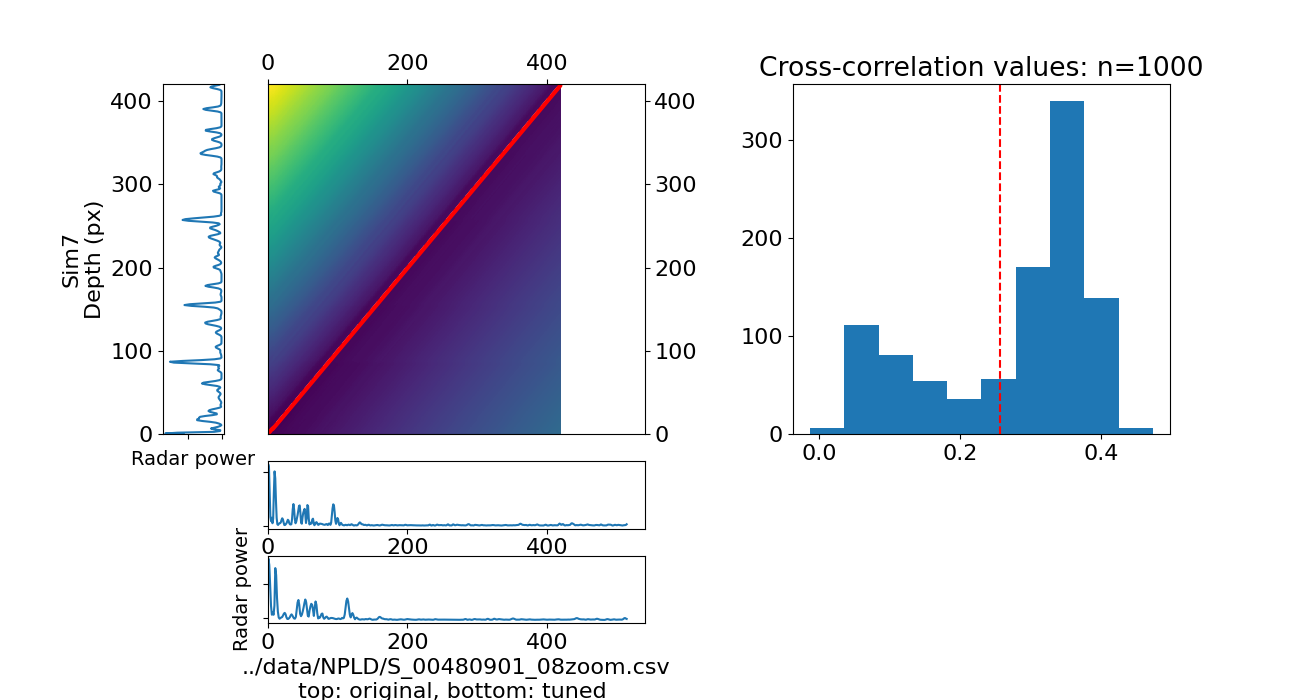 0 200 400
Cross-correlation values: n=1000
400
300
200
100
0
Sim7
Depth (px)
Radar power
400
300
200
100
0
300
200
100
0
0.0 0.2 0.4
0 200 400
Radar power
0 200 400
../data/NPLD/S_00480901_08zoom.csv
top: original, bottom: tuned